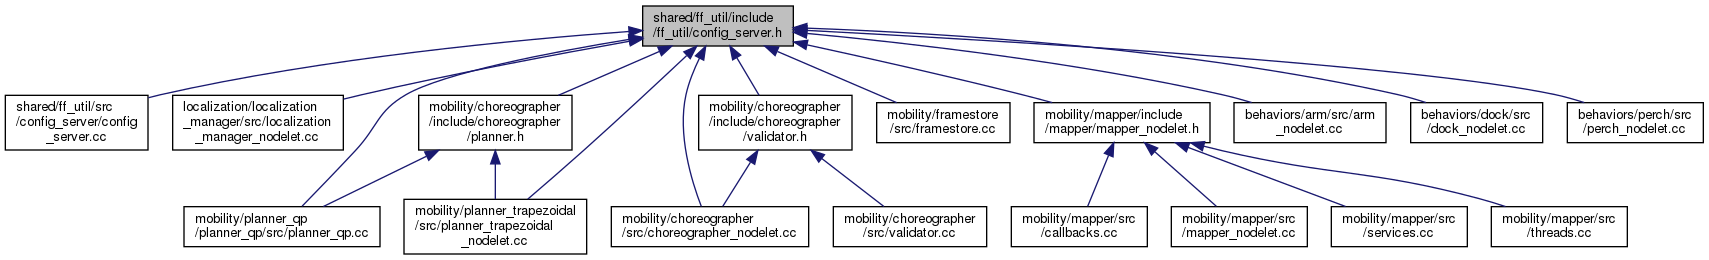 shared/ff_util/include
/ff_util/config_server.h
shared/ff_util/src
/config_server/config
_server.cc
localization/localization
_manager/src/localization
_manager_nodelet.cc
mobility/choreographer
/include/choreographer
/planner.h
mobility/choreographer
/include/choreographer
/validator.h
mobility/framestore
/src/framestore.cc
mobility/mapper/include
/mapper/mapper_nodelet.h
behaviors/arm/src/arm
_nodelet.cc
behaviors/dock/src
/dock_nodelet.cc
behaviors/perch/src
/perch_nodelet.cc
mobility/planner_qp
/planner_qp/src/planner_qp.cc
mobility/planner_trapezoidal
/src/planner_trapezoidal
_nodelet.cc
mobility/choreographer
/src/choreographer_nodelet.cc
mobility/choreographer
/src/validator.cc
mobility/mapper/src
/callbacks.cc
mobility/mapper/src
/mapper_nodelet.cc
mobility/mapper/src
/services.cc
mobility/mapper/src
/threads.cc